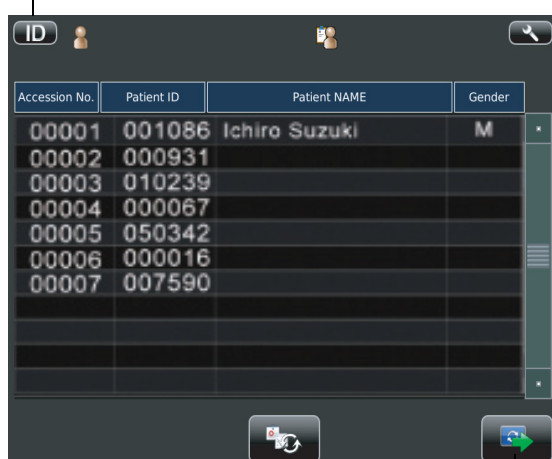 ID
Accession No. Patient ID Patient NAME Gender
00001 001086 Ichiro Suzuki M
00002 000931
00003 010239
00004 000067
00005 050342
00006 000016
00007 007590